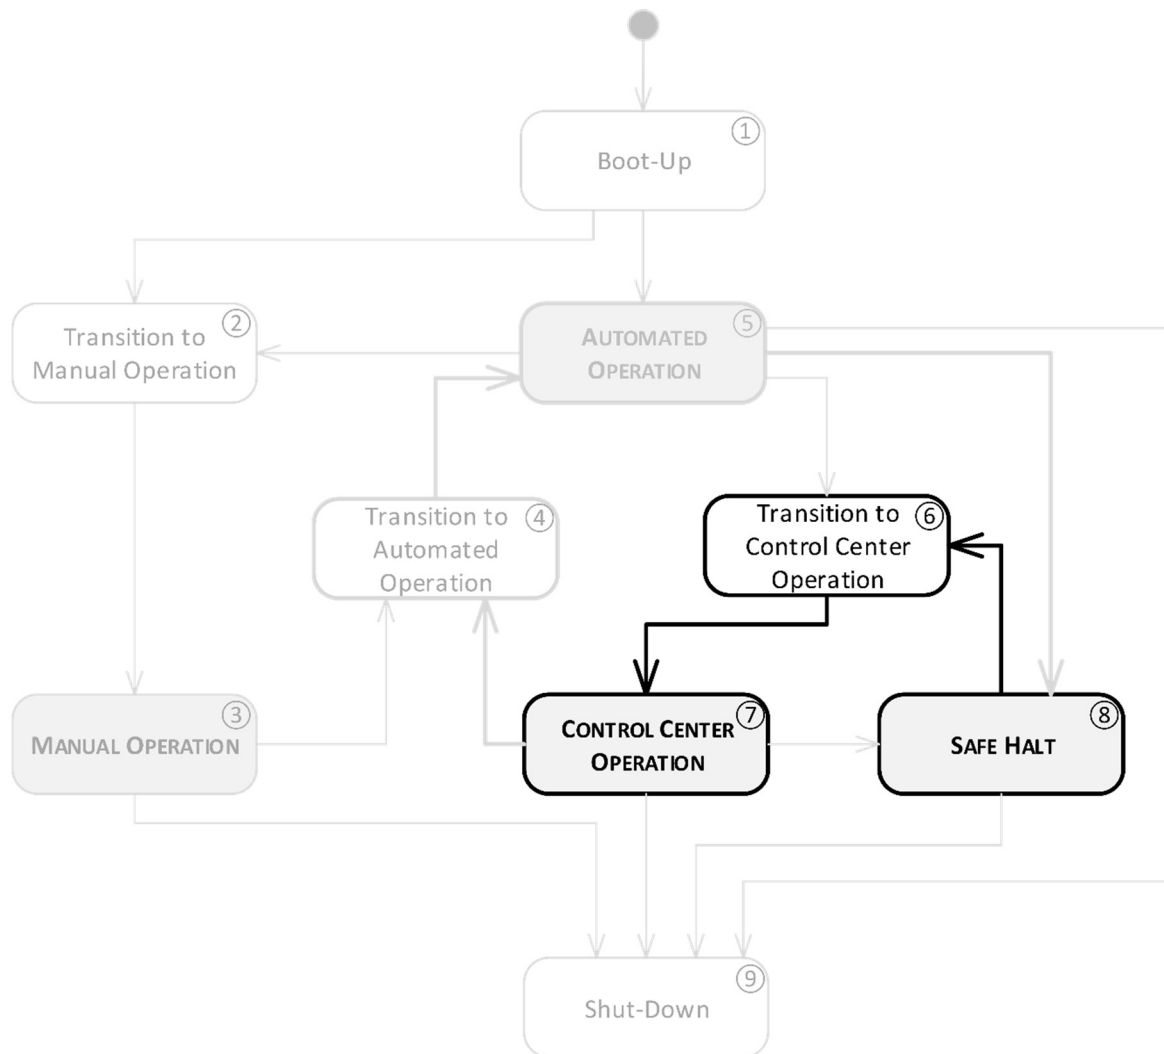 1
Boot-Up
2
Transition to
Manual Operation
5
AUTOMATED
OPERATION
4
Transition to
Automated
Operation
6
Transition to
Control Center
Operation
3
MANUAL OPERATION
7
CONTROL CENTER
OPERATION
8
SAFE HALT
9
Shut-Down